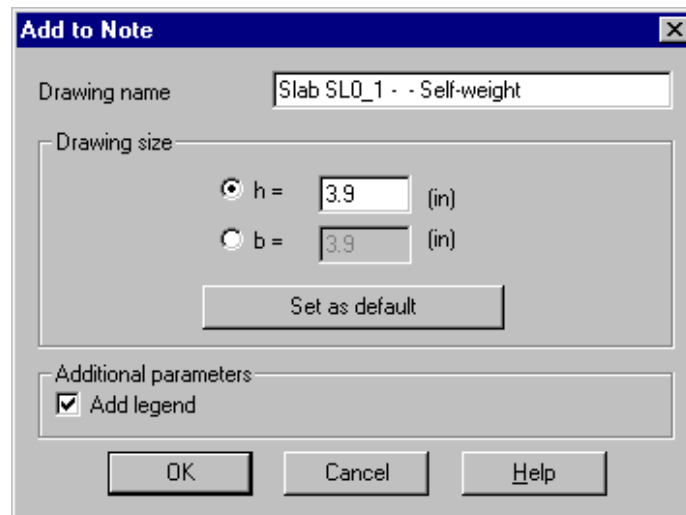 Add to Note
Drawing name Slab SL0_1 - - Self-weight
Drawing size
h = 3.9 (in)
b = 3.9 (in)
Set as default
Additional parameters
Add legend
OK Cancel Help